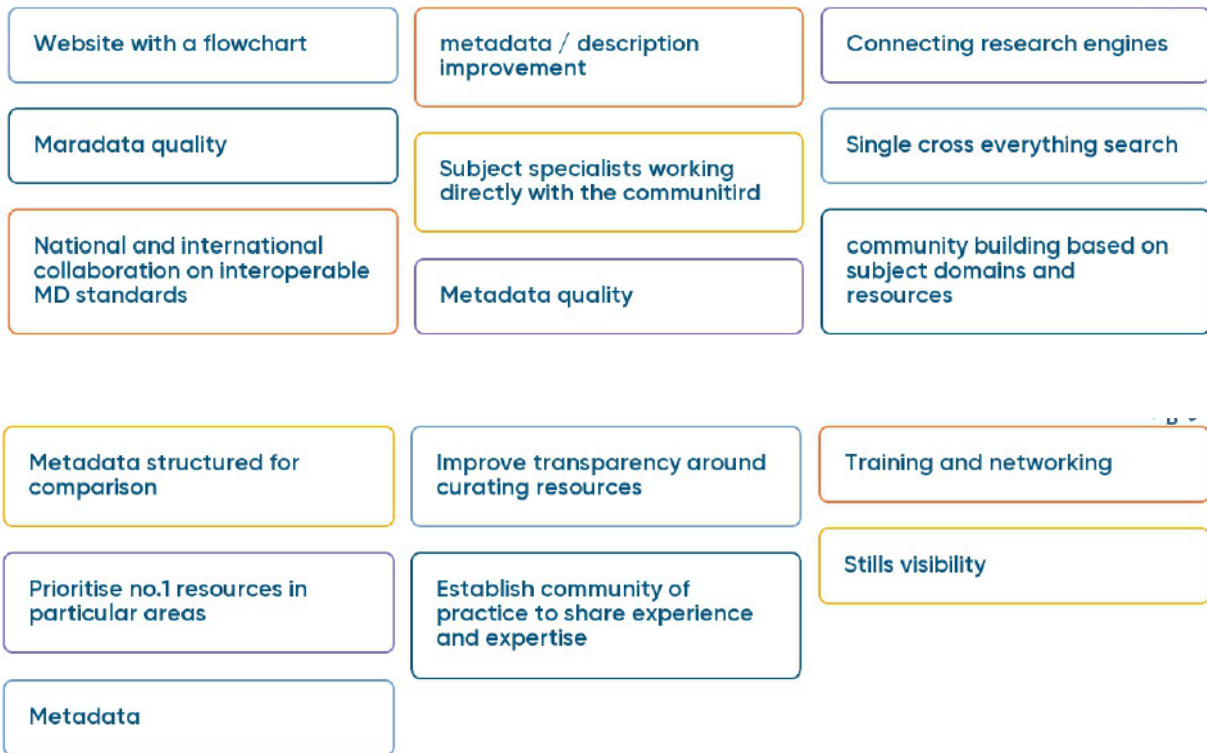 Website with a flowchart
Maradata quality
National and international
collaboration on interoperable
MD standards
metadata / description
improvement
Subject specialists working
directly with the communitird
Metadata quality
Connecting research engines
Single cross everything search
community building based on
subject domains and
resources
Metadata structured for
comparison
Prioritise no.1 resources in
particular areas
Metadata
Improve transparency around
curating resources
Establish community of
practice to share experience
and expertise
Training and networking
Stills visibility